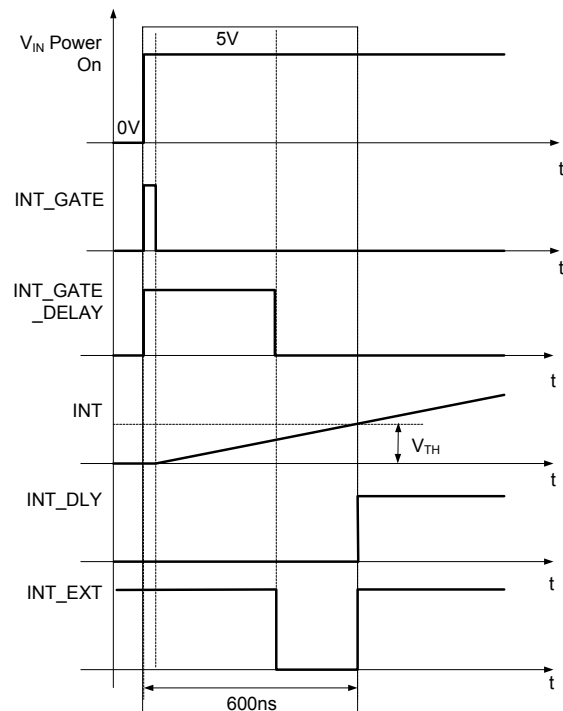 VIN Power
On
5V
0V
t
INT_GATE
t
INT_GATE
_DELAY
t
INT
VTH
t
INT_DLY
t
INT_EXT
t
600ns